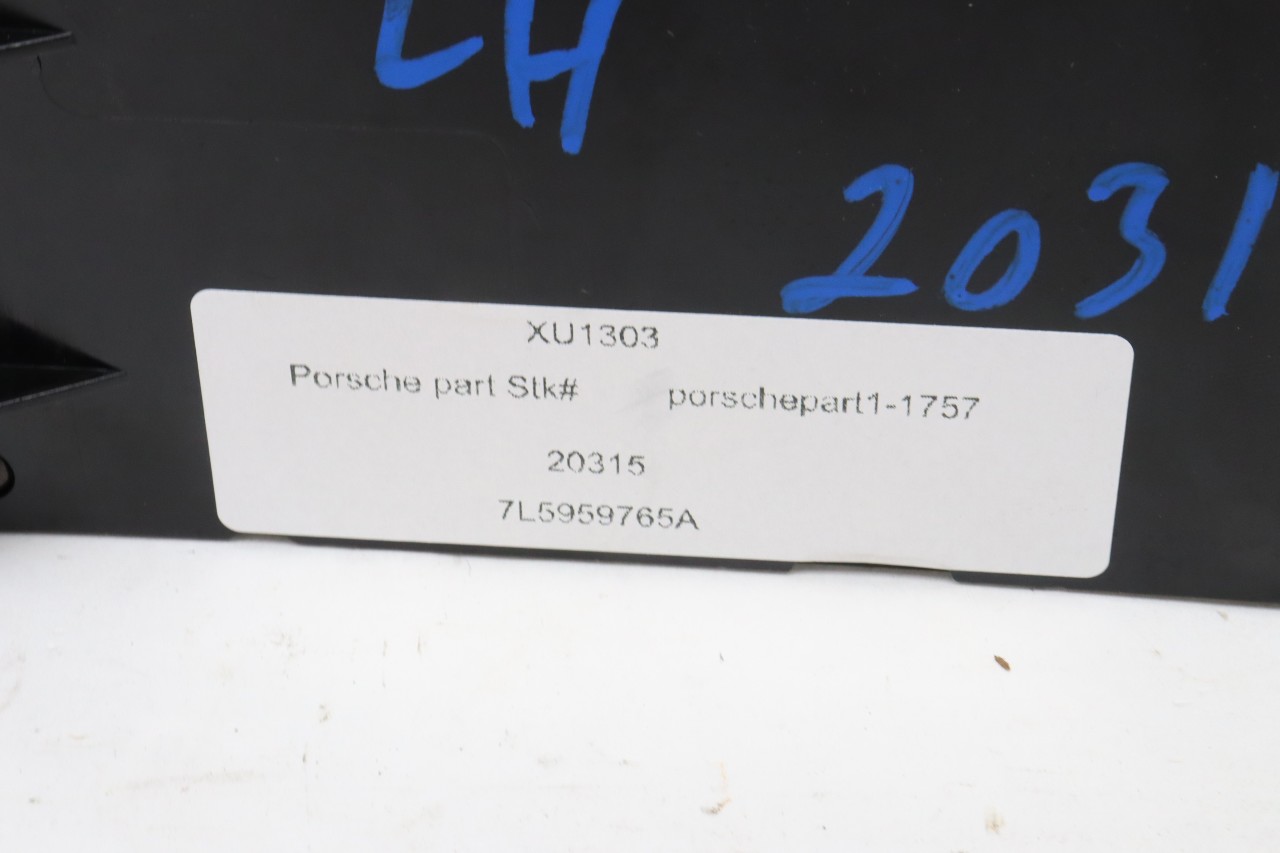 LH
2031
XU1303
Porsche part Stk# porschepart1-1757
20315
7L5959765A